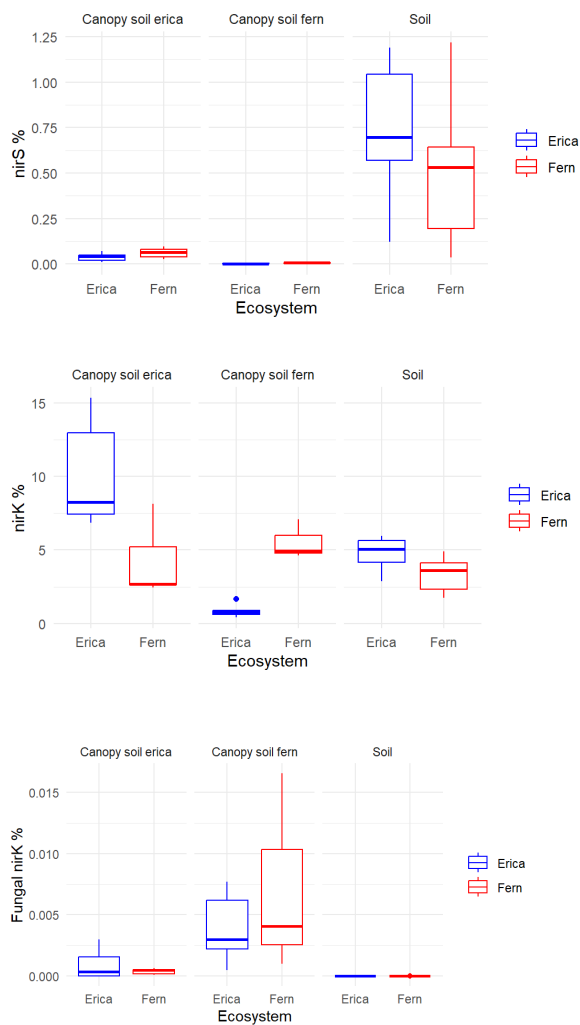 Canopy soil erica Canopy soil fern Soil
1.25
1.00
0.75
0.50
0.25
0.00
nirS %
Erica Fern Erica Fern Erica Fern
Ecosystem
Erica
Fern
Canopy soil erica Canopy soil fern Soil
15
10
5
0
nirK %
Erica Fern Erica Fern Erica Fern
Ecosystem
Erica
Fern
Canopy soil erica Canopy soil fern Soil
0.015
0.010
0.005
0.000
Fungal nirK %
Erica Fern Erica Fern Erica Fern
Ecosystem
Erica
Fern